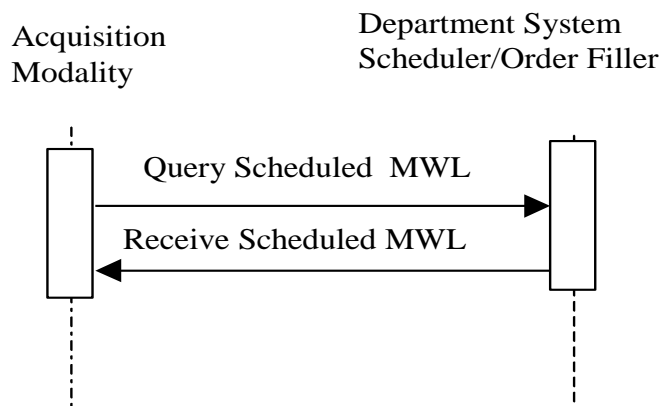 Acquisition
Modality
Department System
Scheduler/Order Filler
Query Scheduled MWL
Receive Scheduled MWL